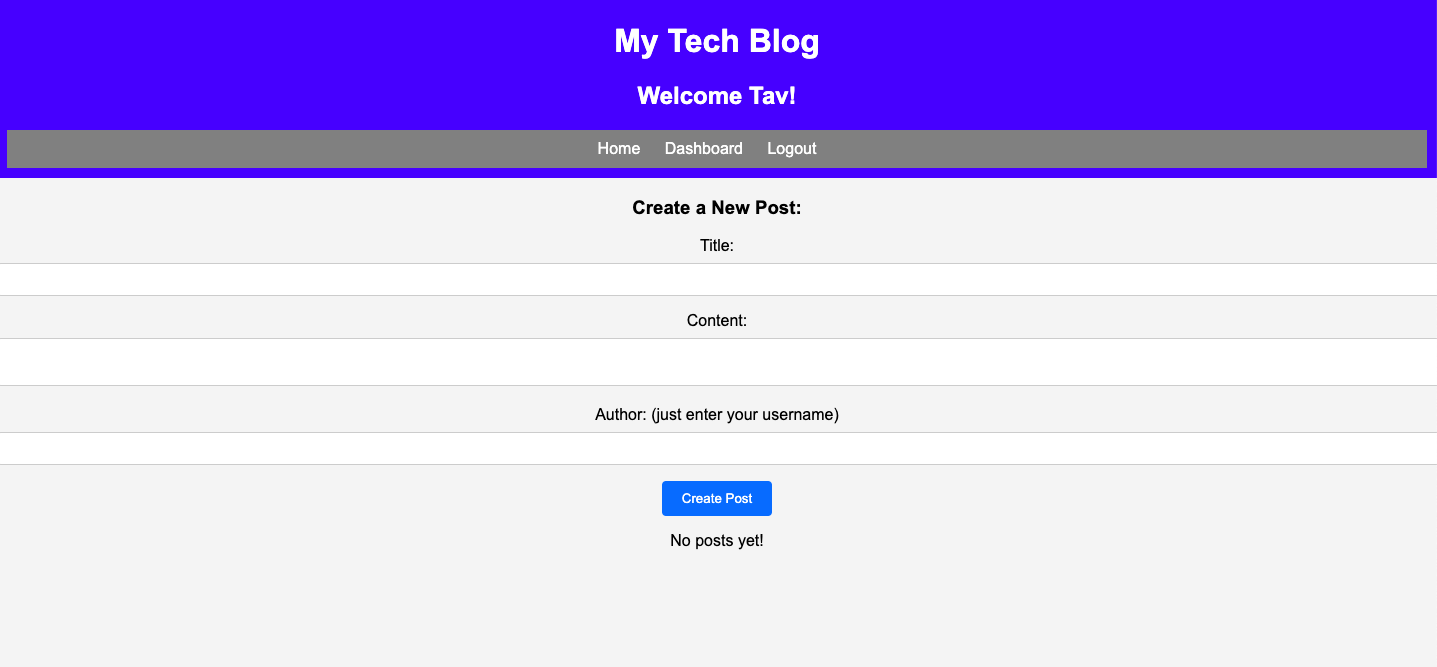 My Tech Blog
Welcome Tav!
Home Dashboard Logout
Create a New Post:
Title:
Content:
Author: (just enter your username)
Create Post
No posts yet!